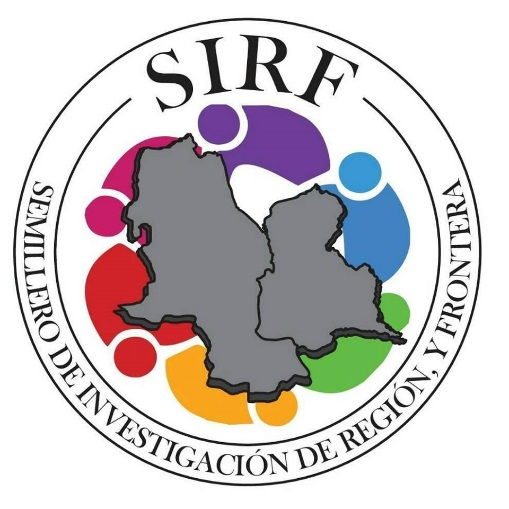 SIRF
SEMILLERO DE INVESTIGACIÓN DE REGIÓN, Y FRONTERA